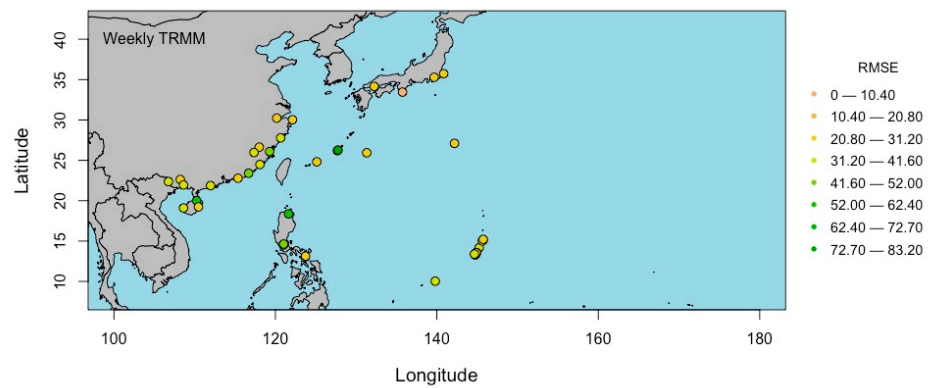 Weekly TRMM
40
35
30
25
20
15
10
Latitude
100 120 140 160 180
Longitude
RMSE
0 — 10.40
10.40 — 20.80
20.80 — 31.20
31.20 — 41.60
41.60 — 52.00
52.00 — 62.40
62.40 — 72.70
72.70 — 83.20